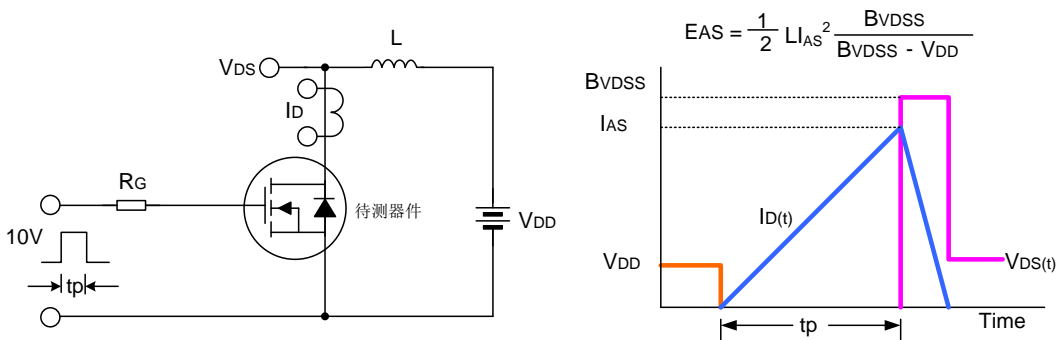 VDS
L
ID
RG
待测器件
VDD
10V
tp
EAS = 1/2 LIAS² BVDSS / BVDSS - VDD
BVDSS
IAS
ID(t)
VDD
VDS(t)
tp
Time